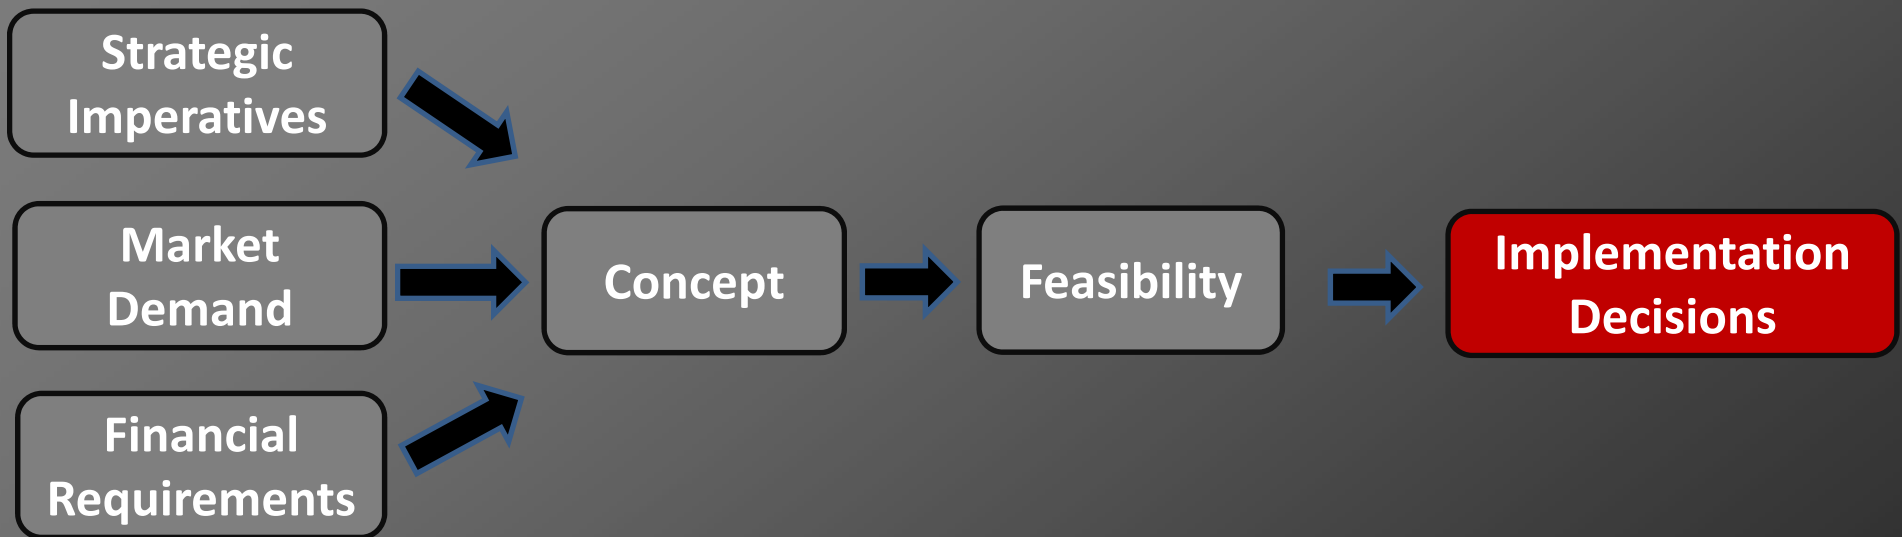 Strategic
Imperatives
Market
Demand
Financial
Requirements
Concept
Feasibility
Implementation
Decisions